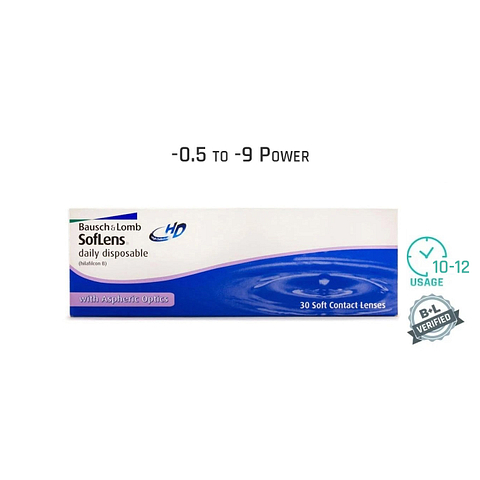 -0.5 to -9 Power
Bausch & Lomb
SofLens®
daily disposable
(hilafilcon B)
HD
with Aspheric Optics
30 Soft Contact Lenses
10-12
USAGE
B+L
VERIFIED